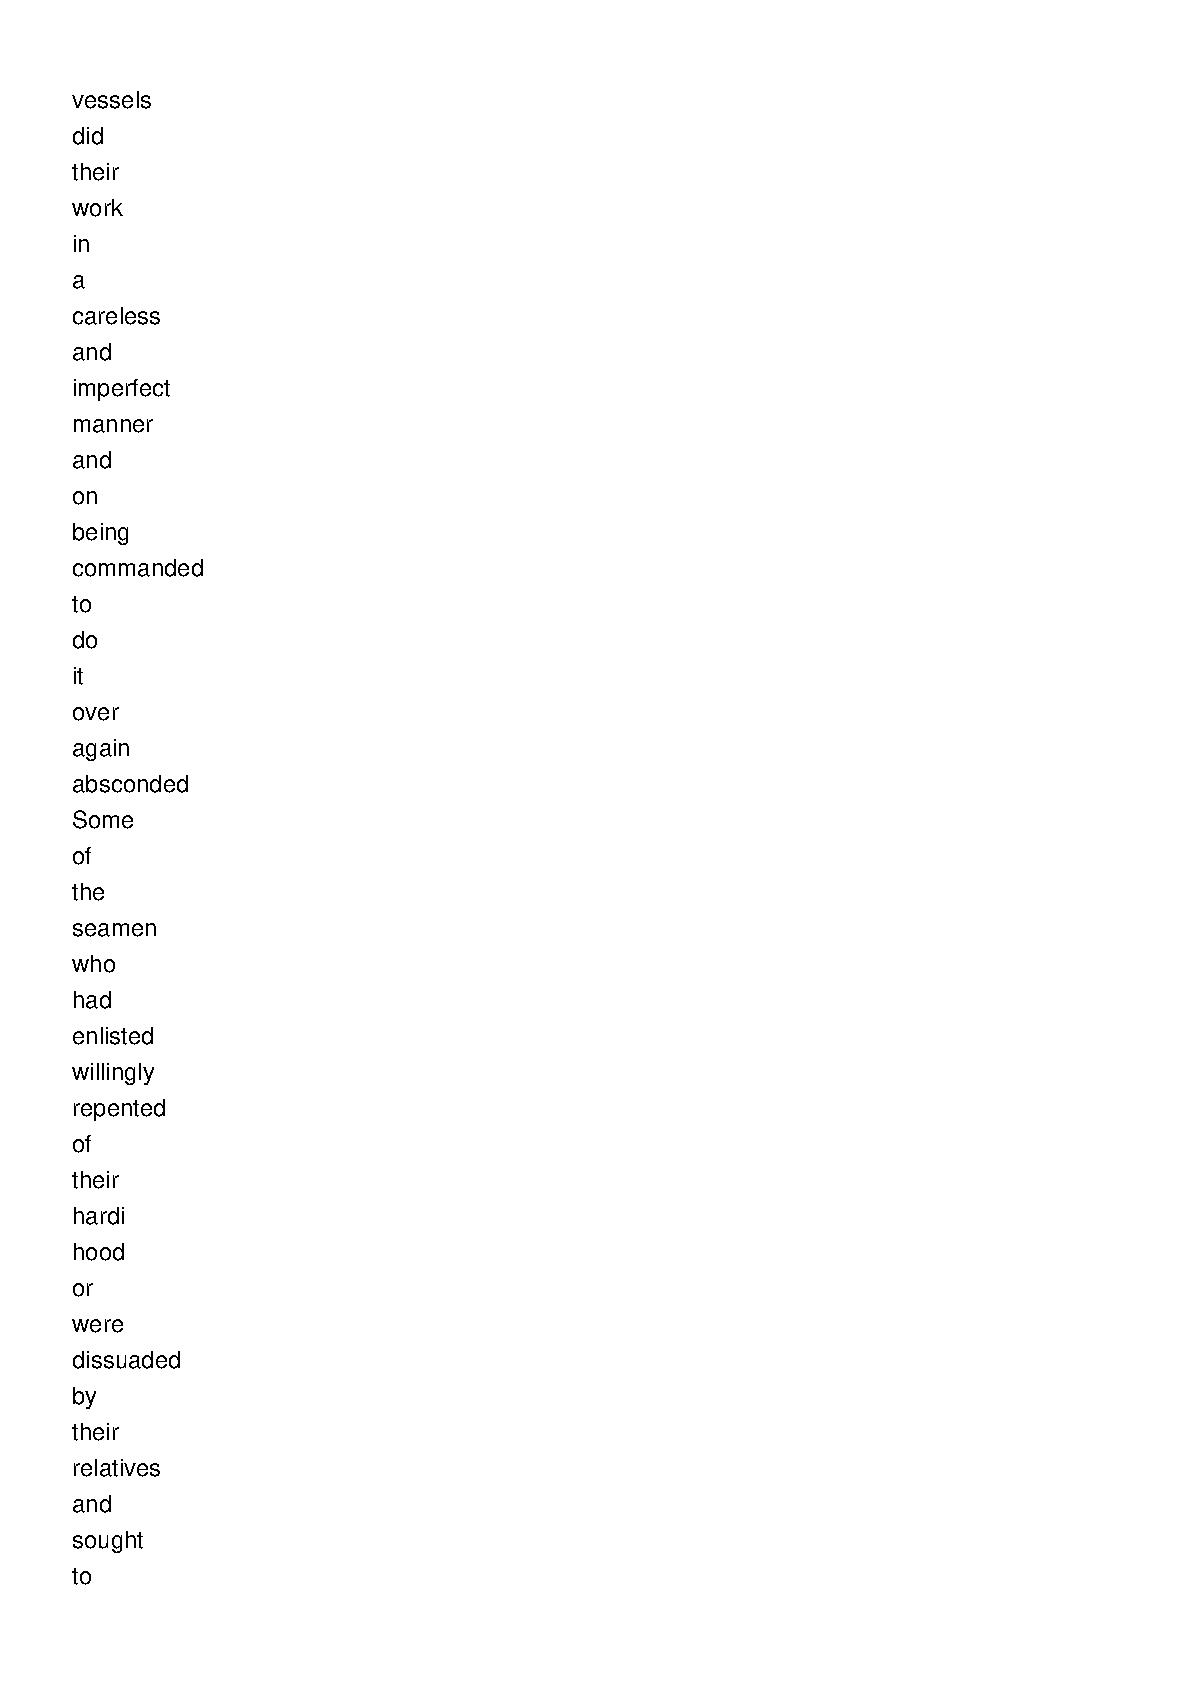 vessels
did
their
work
in
a
careless
and
imperfect
manner
and
on
being
commanded
to
do
it
over
again
absconded
Some
of
the
seamen
who
had
enlisted
willingly
repented
of
their
hardi
hood
or
were
dissuaded
by
their
relatives
and
sought
to